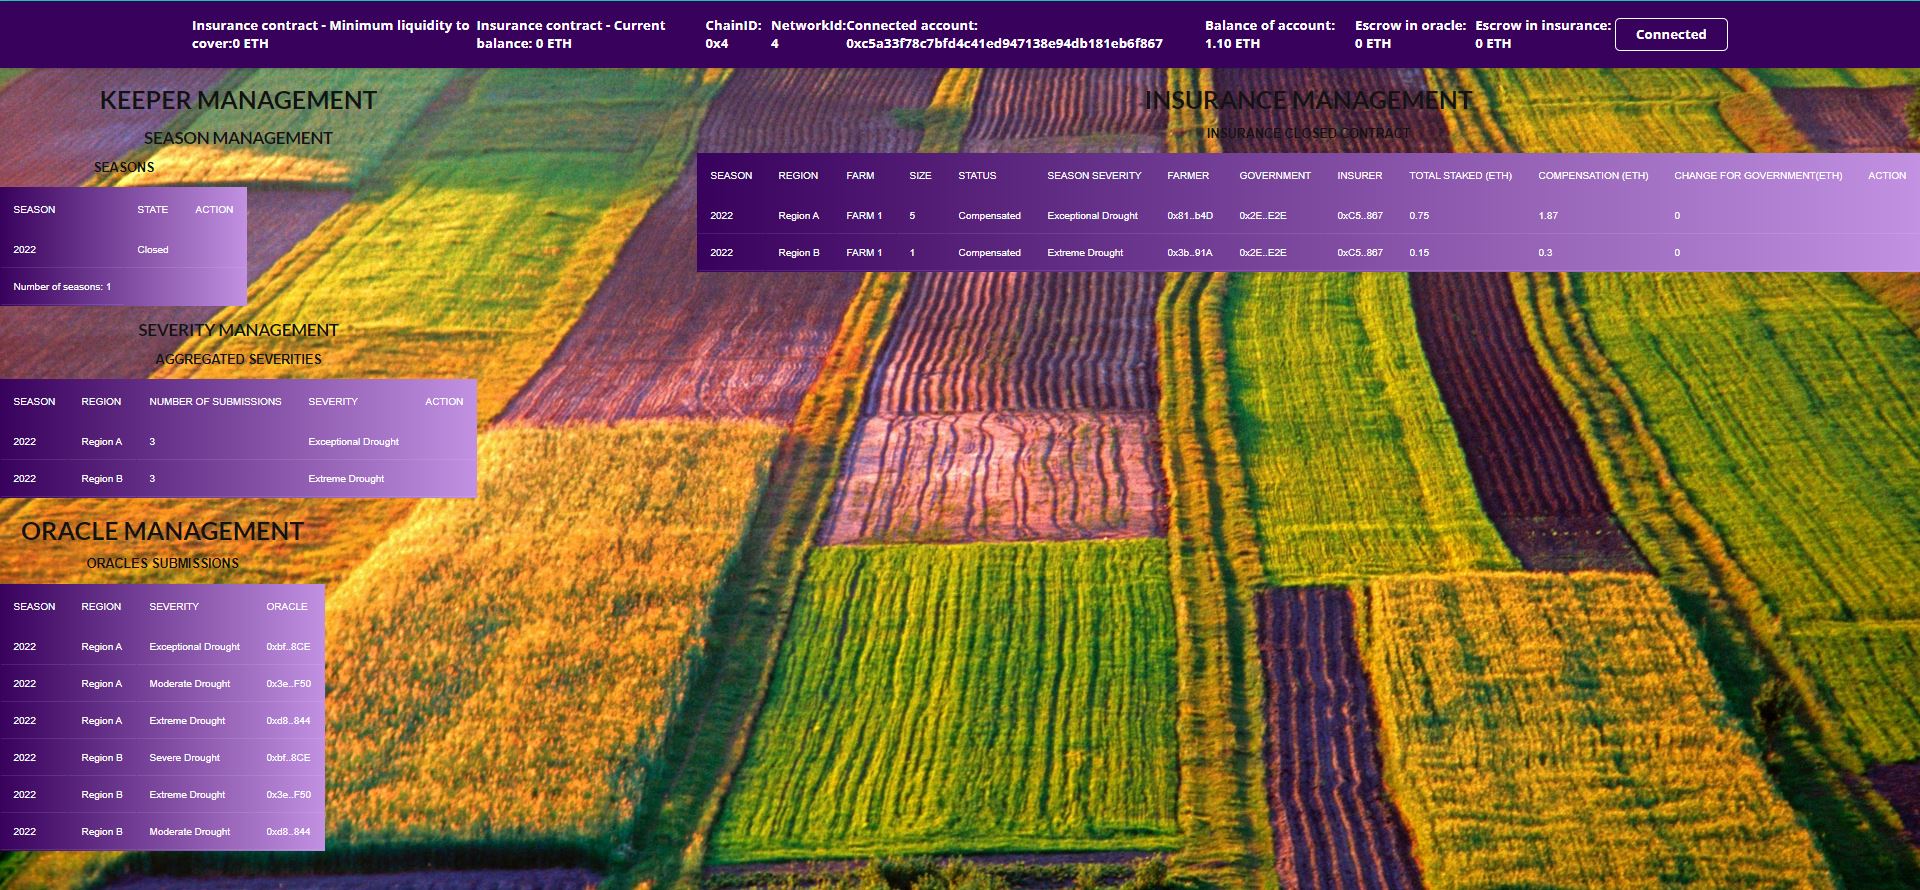 Insurance contract - Minimum liquidity to cover:0 ETH
Insurance contract - Current balance: 0 ETH
ChainID: 0x4
NetworkId: 4
Connected account: 0xc5a33f78c7bfd4c41ed947138e94db181eb6f867
Balance of account: 1.10 ETH
Escrow in oracle: 0 ETH
Escrow in insurance: 0 ETH
Connected
KEEPER MANAGEMENT
SEASON MANAGEMENT
SEASONS
SEASON STATE ACTION
2022 Closed
Number of seasons: 1
SEVERITY MANAGEMENT
AGGREGATED SEVERITIES
SEASON REGION NUMBER OF SUBMISSIONS SEVERITY ACTION
2022 Region A 3 Exceptional Drought
2022 Region B 3 Extreme Drought
ORACLE MANAGEMENT
ORACLES SUBMISSIONS
SEASON REGION SEVERITY ORACLE
2022 Region A Exceptional Drought 0xbf..8CE
2022 Region A Moderate Drought 0x3e..F50
2022 Region A Extreme Drought 0xd8..844
2022 Region B Severe Drought 0xbf..8CE
2022 Region B Extreme Drought 0x3e..F50
2022 Region B Moderate Drought 0xd8..844
INSURANCE MANAGEMENT
INSURANCE CLOSED CONTRACT
SEASON REGION FARM SIZE STATUS SEASON SEVERITY FARMER GOVERNMENT INSURER TOTAL STAKED (ETH) COMPENSATION (ETH) CHANGE FOR GOVERNMENT(ETH) ACTION
2022 Region A FARM 1 5 Compensated Exceptional Drought 0x81..b4D 0x2E..E2E 0xC5..867 0.75 1.87 0
2022 Region B FARM 1 1 Compensated Extreme Drought 0x3b..91A 0x2E..E2E 0xC5..867 0.15 0.3 0